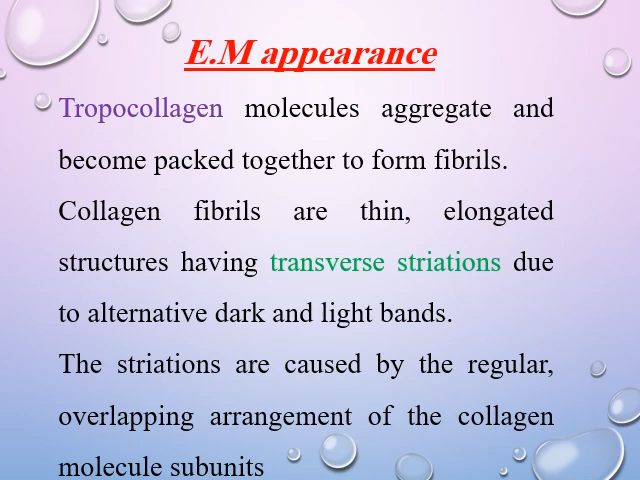 E.M appearance
Tropocollagen molecules aggregate and
become packed together to form fibrils.
Collagen fibrils are thin, elongated
structures having transverse striations due
to alternative dark and light bands.
The striations are caused by the regular,
overlapping arrangement of the collagen
molecule subunits